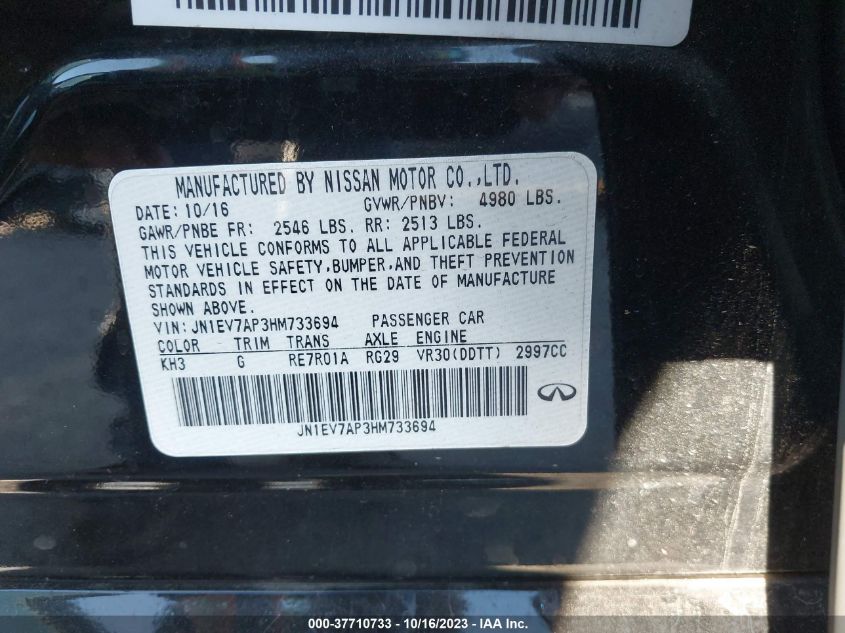 MANUFACTURED BY NISSAN MOTOR CO.,LTD.
DATE: 10/16 GVWR/PNBV: 4980 LBS.
GAWR/PNBE FR: 2546 LBS. RR: 2513 LBS.
THIS VEHICLE CONFORMS TO ALL APPLICABLE FEDERAL
MOTOR VEHICLE SAFETY,BUMPER,AND THEFT PREVENTION
STANDARDS IN EFFECT ON THE DATE OF MANUFACTURE
SHOWN ABOVE.
VIN: JN1EV7AP3HM733694 PASSENGER CAR
COLOR TRIM TRANS AXLE ENGINE
KH3 G RE7R01A RG29 VR30(DDTT) 2997CC
JN1EV7AP3HM733694
000-37710733 - 10/16/2023 - www.iaai.com